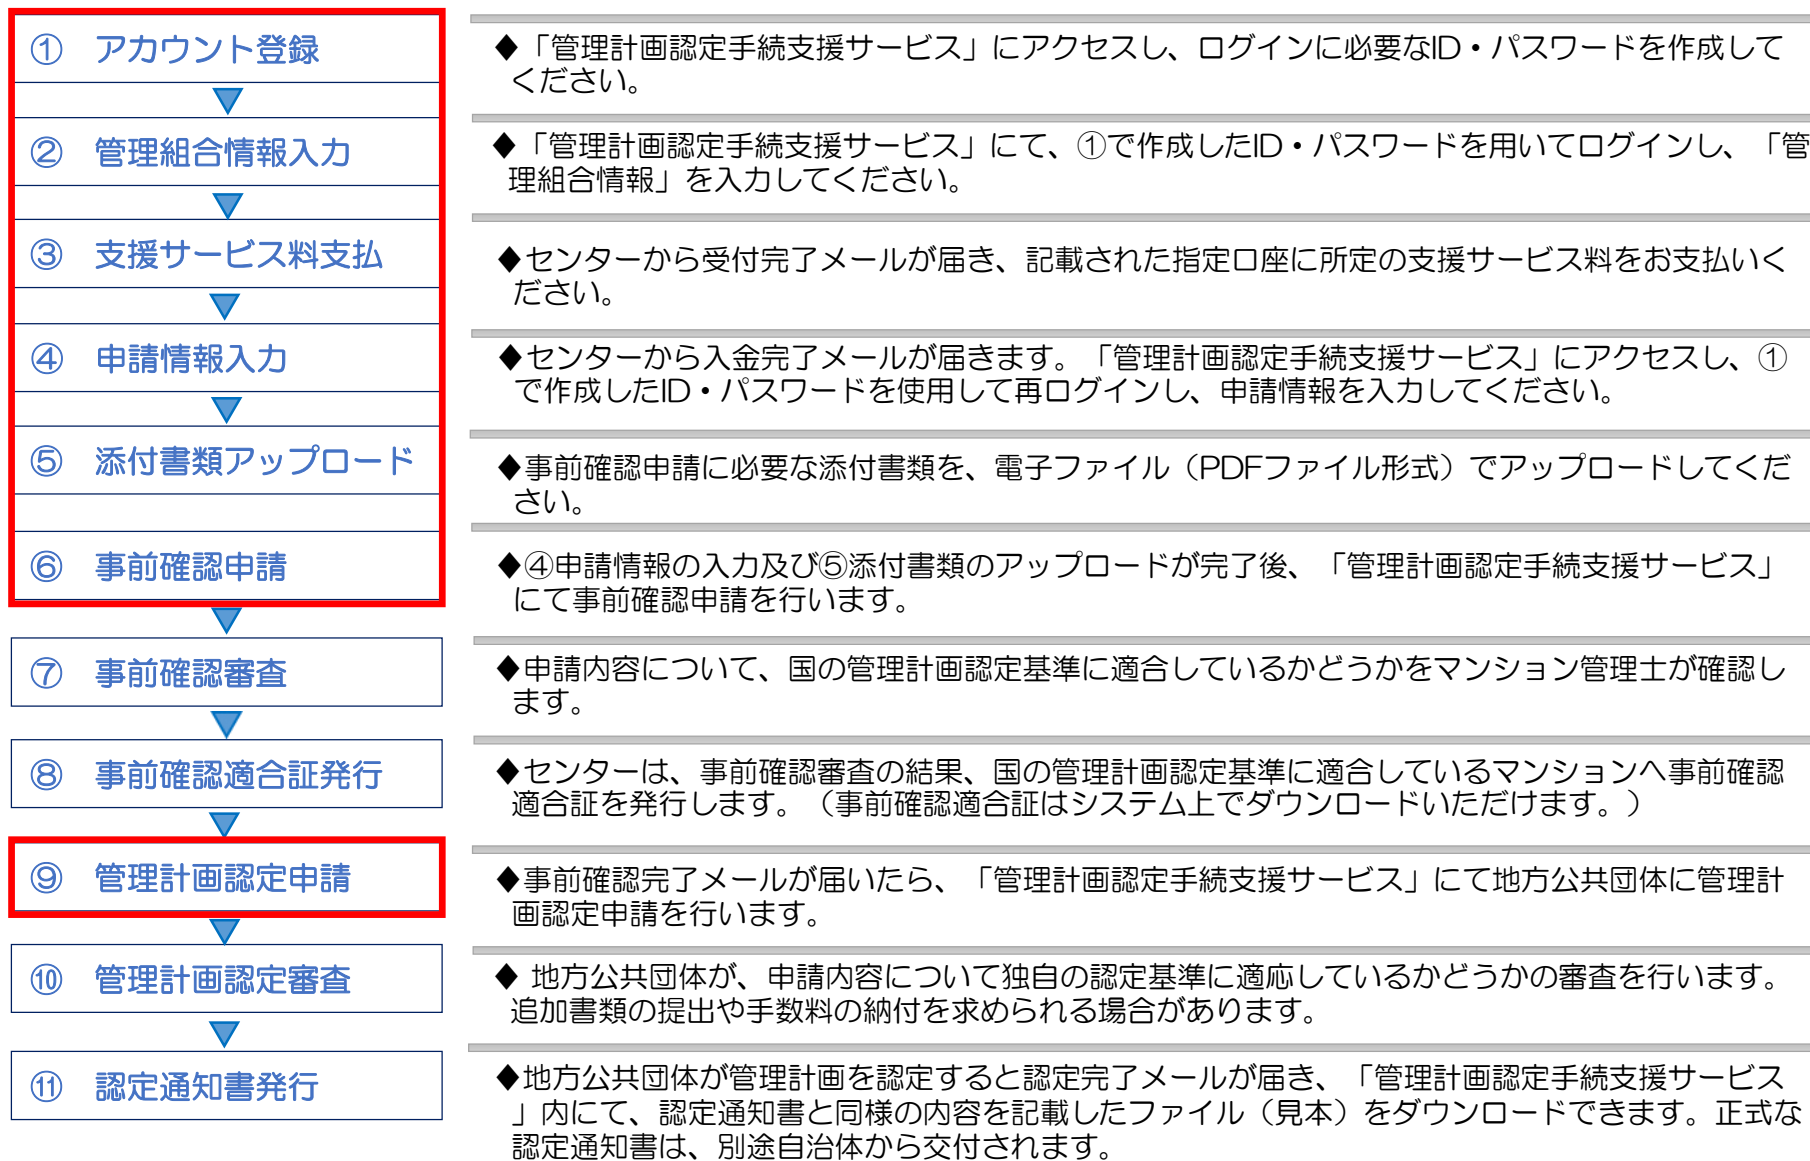 ① アカウント登録
◆「管理計画認定手続支援サービス」にアクセスし、ログインに必要なID・パスワードを作成して
ください。
② 管理組合情報入力
◆「管理計画認定手続支援サービス」にて、①で作成したID・パスワードを用いてログインし、「管
理組合情報」を入力してください。
③ 支援サービス料支払
◆センターから受付完了メールが届き、記載された指定口座に所定の支援サービス料をお支払いく
ださい。
④ 申請情報入力
◆センターから入金完了メールが届きます。「管理計画認定手続支援サービス」にアクセスし、①
で作成したID・パスワードを使用して再ログインし、申請情報を入力してください。
⑤ 添付書類アップロード
◆事前確認申請に必要な添付書類を、電子ファイル（PDFファイル形式）でアップロードしてくだ
さい。
⑥ 事前確認申請
◆④申請情報の入力及び⑤添付書類のアップロードが完了後、「管理計画認定手続支援サービス」
にて事前確認申請を行います。
⑦ 事前確認審査
◆申請内容について、国の管理計画認定基準に適合しているかどうかをマンション管理士が確認し
ます。
⑧ 事前確認適合証発行
◆センターは、事前確認審査の結果、国の管理計画認定基準に適合しているマンションへ事前確認
適合証を発行します。（事前確認適合証はシステム上でダウンロードいただけます。）
⑨ 管理計画認定申請
◆事前確認完了メールが届いたら、「管理計画認定手続支援サービス」にて地方公共団体に管理計
画認定申請を行います。
⑩ 管理計画認定審査
◆ 地方公共団体が、申請内容について独自の認定基準に適応しているかどうかの審査を行います。
追加書類の提出や手数料の納付を求められる場合があります。
⑪ 認定通知書発行
◆地方公共団体が管理計画を認定すると認定完了メールが届き、「管理計画認定手続支援サービス
」内にて、認定通知書と同様の内容を記載したファイル（見本）をダウンロードできます。正式な
認定通知書は、別途自治体から交付されます。